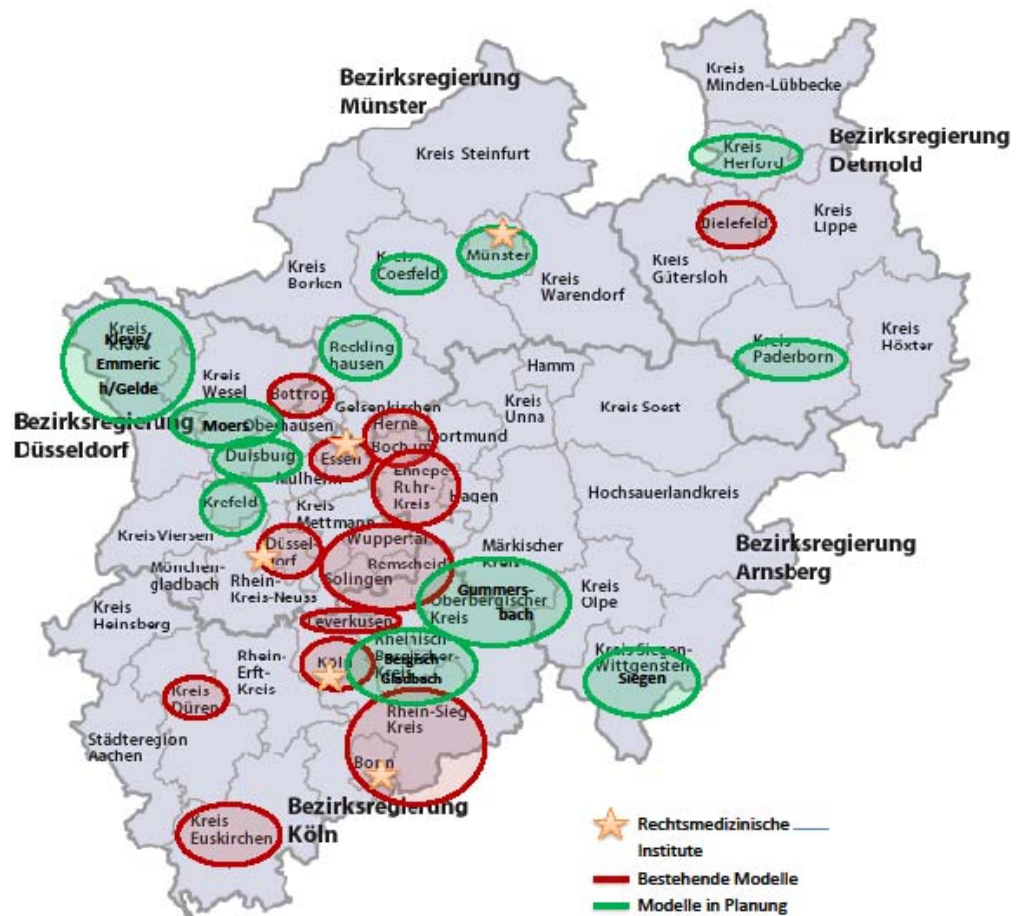 Bezirksregierung
Münster
Kreis
Minden-Lübbecke
Bezirksregierung
Detmold
Kreis Steinfurt
Kreis
Herford
Bielefeld
Kreis
Lippe
Münster
Kreis
Coesfeld
Kreis
Borken
Kreis
Warendorf
Kreis
Gütersloh
Kreis
Höxter
Kreis
Paderborn
Kreis
Kleve/
Emmeric
h/Gelde
Reckling
hausen
Kreis
Wesel
Bottrop
Gelsenkirchen
Hamm
Kreis
Unna
Kreis Soest
Bezirksregierung
Düsseldorf
Moers
Oberhausen
Herne
Bochum
Dortmund
Duisburg
Essen
Mülheim
Ennepe
Ruhr-
Kreis
Hagen
Hochsauerlandkreis
Krefeld
Kreis
Mettmann
Kreis Viersen
Düssel-
dorf
Wuppertal
Remscheid
Solingen
Märkischer
Kreis
Bezirksregierung
Arnsberg
München-
gladbach
Rhein-
Kreis-Neuss
Gummers-
bach
Oberbergischer
Kreis
Kreis
Olpe
Kreis
Heinsberg
Leverkusen
Rhein-
Erft-
Kreis
Köln
Rheinisch
Bergischer-
Kreis
Bergisch-
Gladbach
Kreis Siegen-
Wittgenstein
Siegen
Kreis
Düren
Rhein-Sieg
Kreis
Städteregion
Aachen
Bonn
Bezirksregierung
Köln
Kreis
Euskirchen
Rechtsmedizinische
Institute
Bestehende Modelle
Modelle in Planung